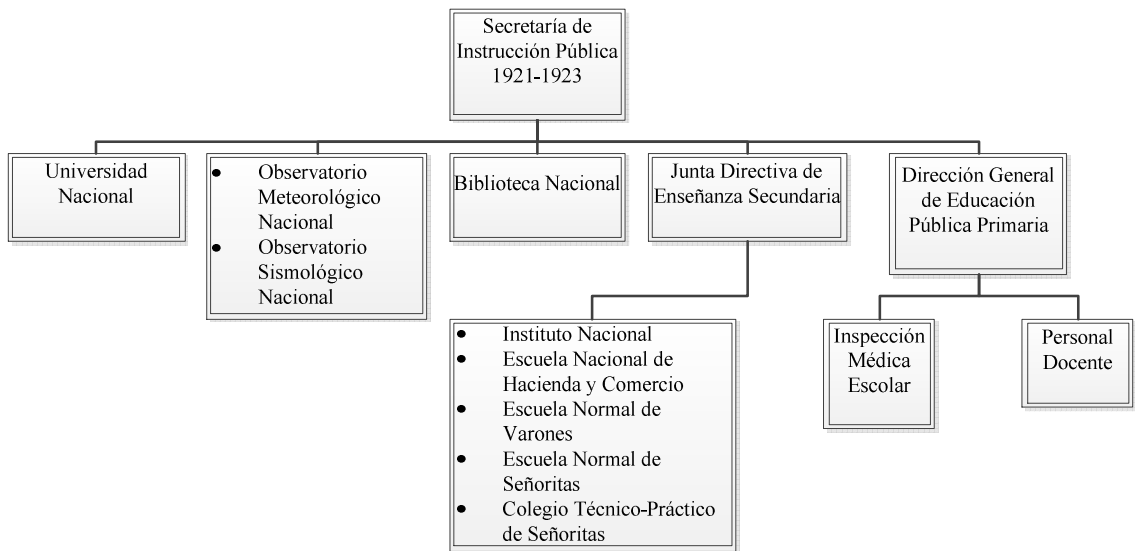 Secretaría de
Instrucción Pública
1921-1923
Universidad
Nacional
• Observatorio
Meteorológico
Nacional
• Observatorio
Sismológico
Nacional
Biblioteca Nacional
Junta Directiva de
Enseñanza Secundaria
Dirección General
de Educación
Pública Primaria
• Instituto Nacional
• Escuela Nacional de
Hacienda y Comercio
• Escuela Normal de
Varones
• Escuela Normal de
Señoritas
• Colegio Técnico-Práctico
de Señoritas
Inspección
Médica
Escolar
Personal
Docente